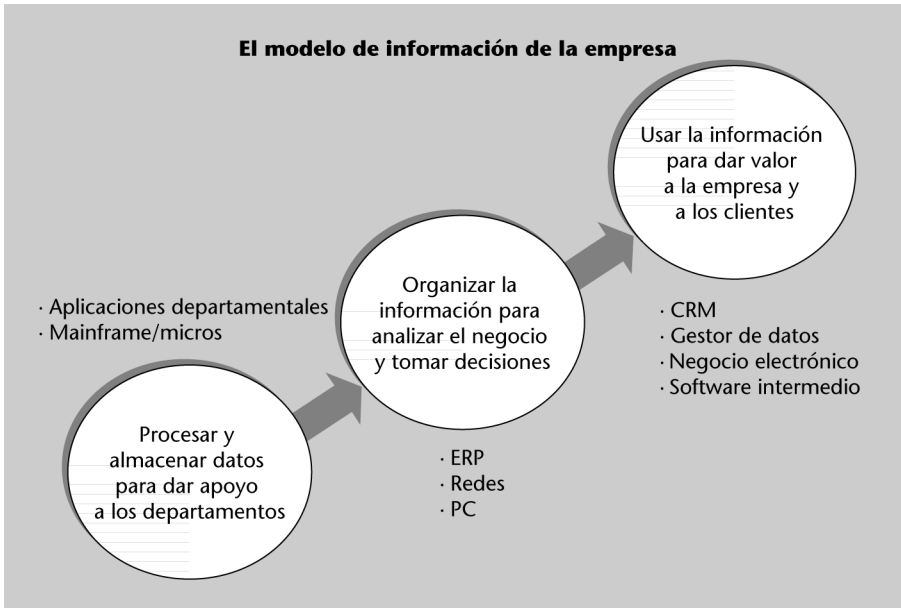 El modelo de información de la empresa
Usar la información
para dar valor
a la empresa y
a los clientes
· CRM
· Gestor de datos
· Negocio electrónico
· Software intermedio
Organizar la
información para
analizar el negocio
y tomar decisiones
· ERP
· Redes
· PC
· Aplicaciones departamentales
· Mainframe/micros
Procesar y
almacenar datos
para dar apoyo
a los departamentos